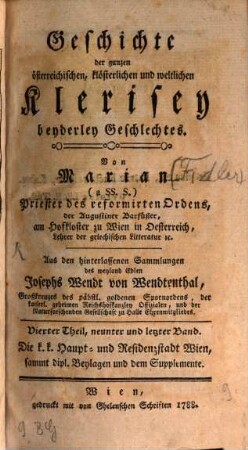 Geschichte
der ganzen
österreichischen, klösterlichen und weltlichen
Klerisey
beyderley Geschlechtes.
Von
Marian (Fidler)
(a SS. S.)
Priester des reformirten Ordens,
der Augustiner Barfüsser,
am Hofkloster zu Wien in Oesterreich,
Lehrer der griechischen Litteratur ꝛc.
Aus den hinterlassenen Sammlungen
des weyland Edlen
Josephs Wendt von Wendtenthal,
Großkreuzes des päbstl. goldenen Spornordens, der
kaiserl. geheimen Reichshofkanzley Offizialen, und der
Naturforschenden Gesellschaft zu Halle Ehrenmitgliedes.
Vierter Theil, neunter und lezter Band.
Die k. k. Haupt- und Residenzstadt Wien,
sammt dipl. Beylagen und dem Supplemente.
Wien,
gedruckt mit von Ghelenschen Schriften 1788.